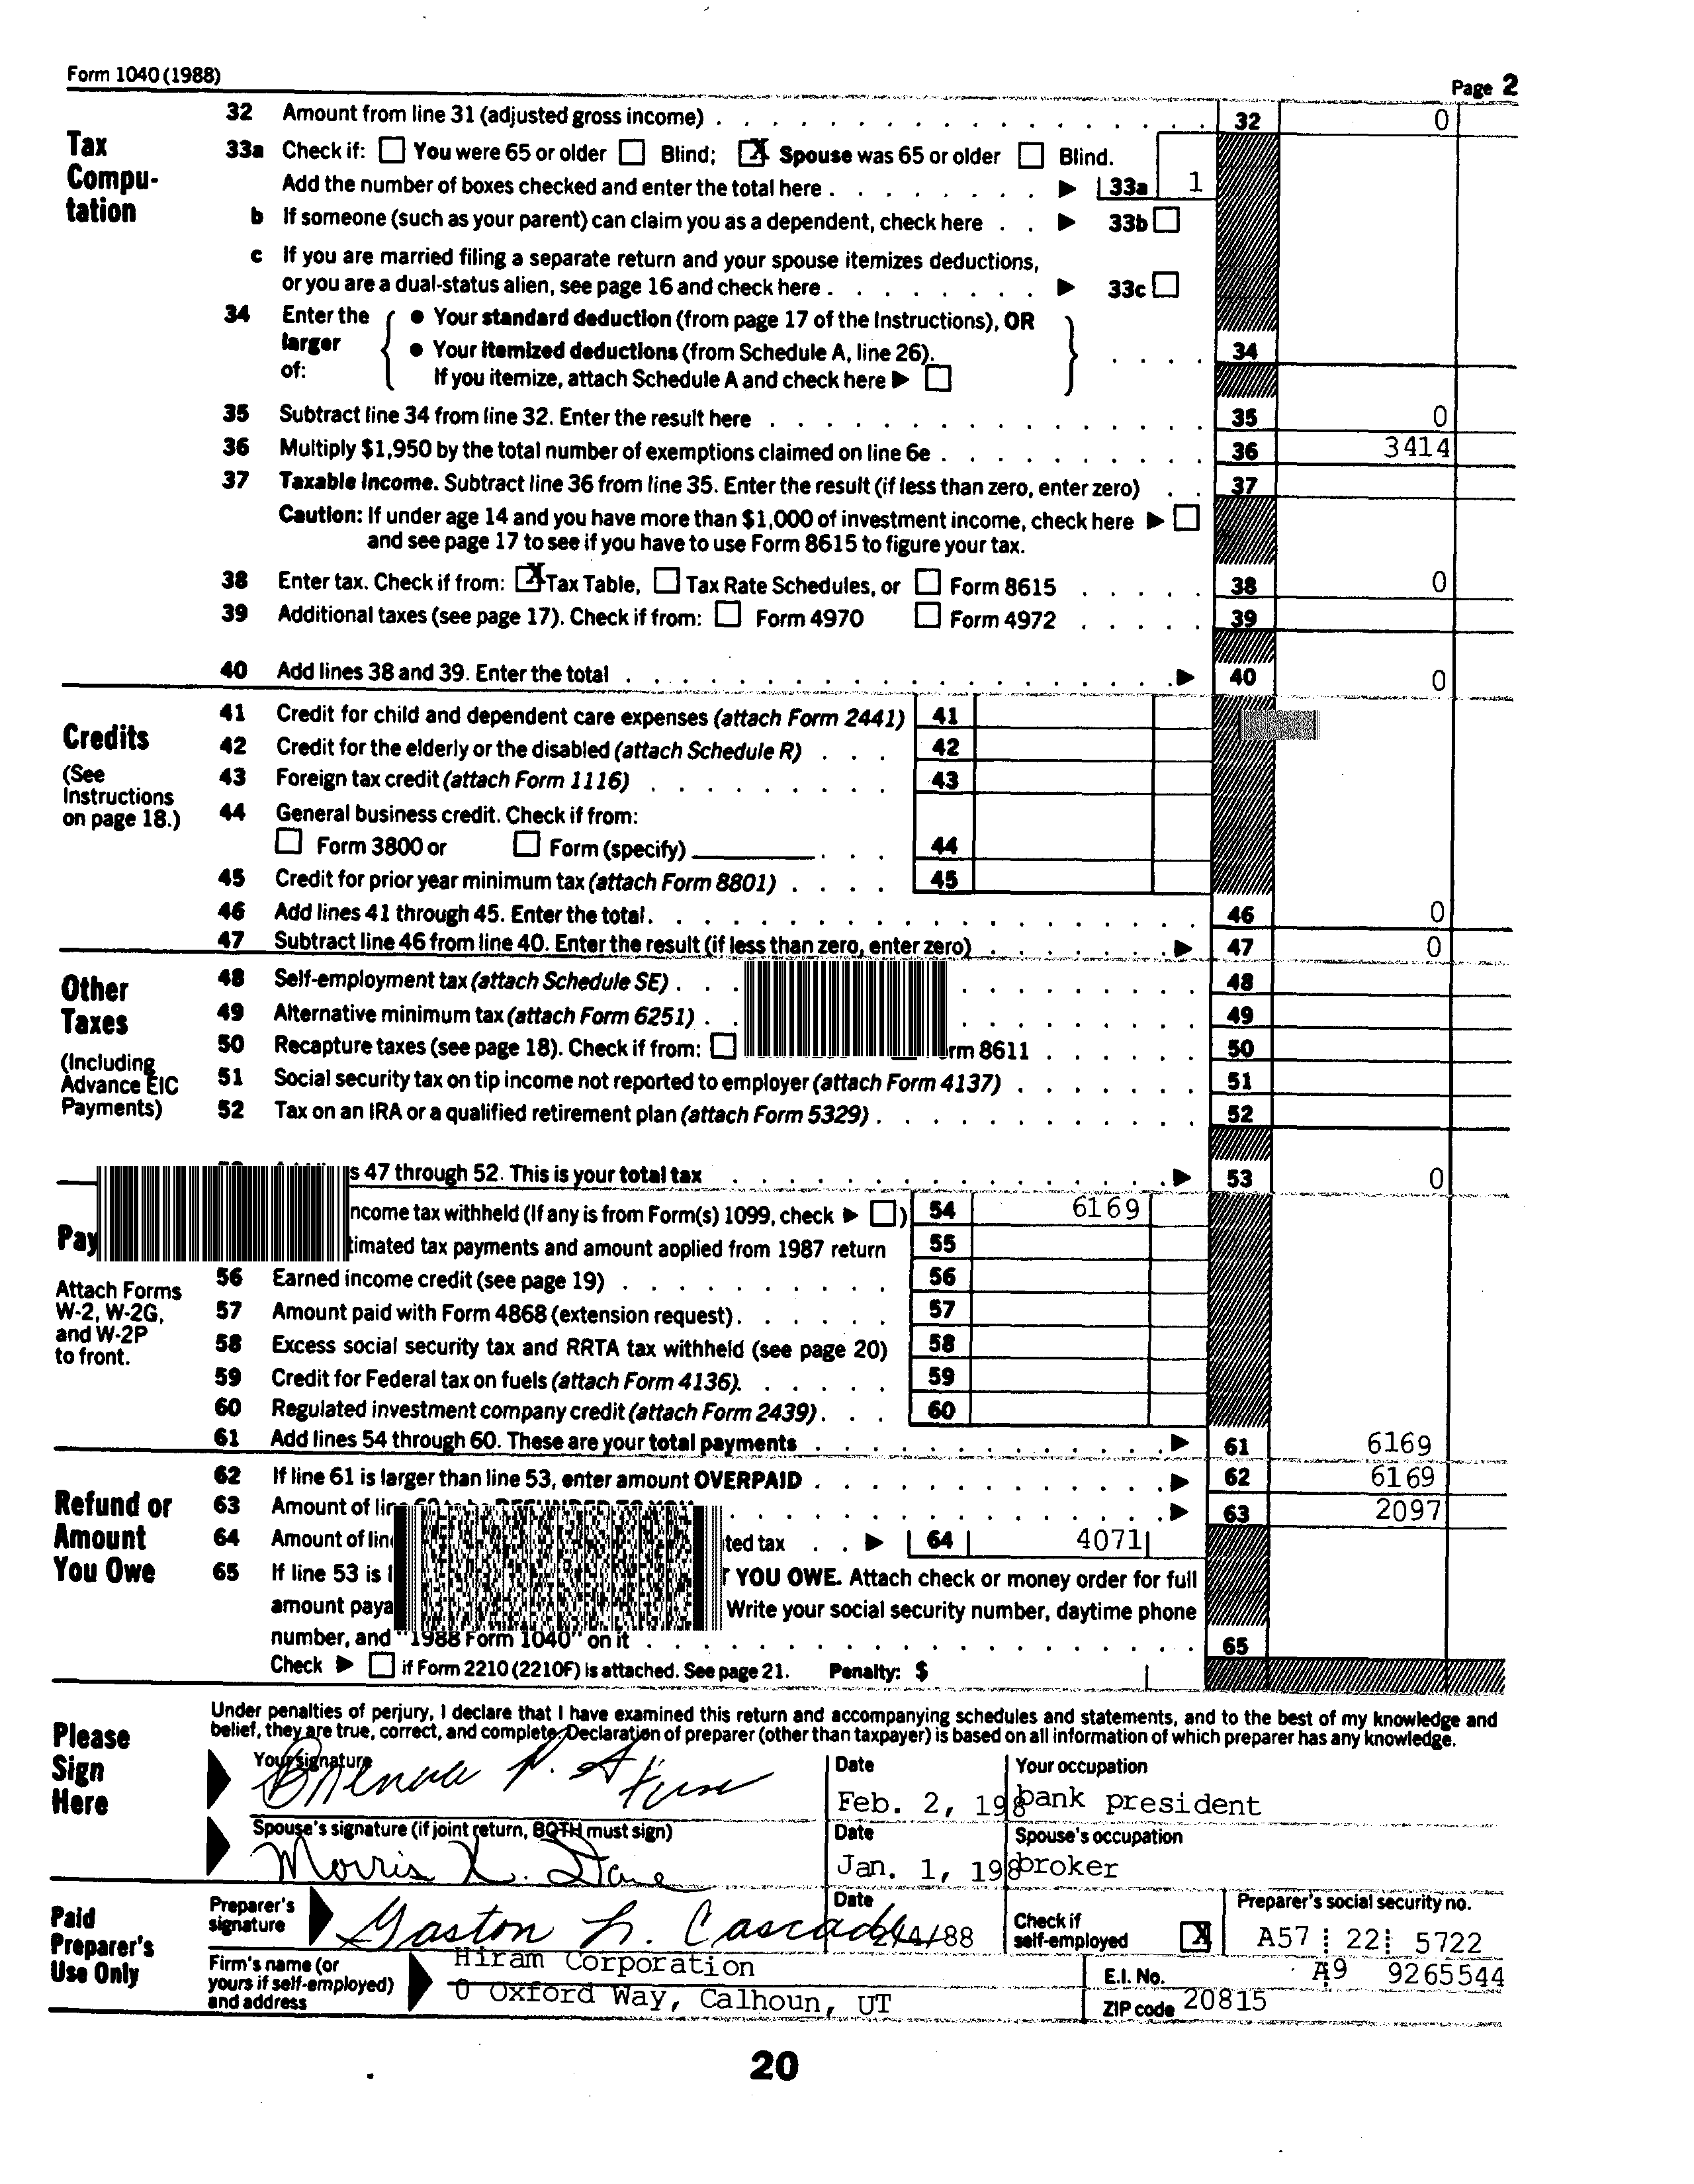 Form 1040 (1988)
Page 2
Tax Compu-tation
32 Amount from line 31 (adjusted gross income) 32 0
33a Check if: You were 65 or older Blind; X Spouse was 65 or older Blind.
Add the number of boxes checked and enter the total here 33a 1
b If someone (such as your parent) can claim you as a dependent, check here 33b
c If you are married filing a separate return and your spouse itemizes deductions,
or you are a dual-status alien, see page 16 and check here 33c
34 Enter the larger of: { ● Your standard deduction (from page 17 of the Instructions), OR
● Your itemized deductions (from Schedule A, line 26).
If you itemize, attach Schedule A and check here } 34
35 Subtract line 34 from line 32. Enter the result here 35 0
36 Multiply $1,950 by the total number of exemptions claimed on line 6e 36 3414
37 Taxable income. Subtract line 36 from line 35. Enter the result (if less than zero, enter zero) 37
Caution: If under age 14 and you have more than $1,000 of investment income, check here
and see page 17 to see if you have to use Form 8615 to figure your tax.
38 Enter tax. Check if from: X Tax Table, Tax Rate Schedules, or Form 8615 38 0
39 Additional taxes (see page 17). Check if from: Form 4970 Form 4972 39
40 Add lines 38 and 39. Enter the total 40 0
Credits
(See Instructions on page 18.)
41 Credit for child and dependent care expenses (attach Form 2441) 41
42 Credit for the elderly or the disabled (attach Schedule R) 42
43 Foreign tax credit (attach Form 1116) 43
44 General business credit. Check if from:
Form 3800 or Form (specify) 44
45 Credit for prior year minimum tax (attach Form 8801) 45
46 Add lines 41 through 45. Enter the total 46 0
47 Subtract line 46 from line 40. Enter the result (if less than zero, enter zero) 47 0
Other Taxes
(Including Advance EIC Payments)
48 Self-employment tax (attach Schedule SE) 48
49 Alternative minimum tax (attach Form 6251) 49
50 Recapture taxes (see page 18). Check if from: rm 8611 50
51 Social security tax on tip income not reported to employer (attach Form 4137) 51
52 Tax on an IRA or a qualified retirement plan (attach Form 5329) 52
s 47 through 52. This is your total tax 53 0
Pay
Attach Forms W-2, W-2G, and W-2P to front.
ncome tax withheld (If any is from Form(s) 1099, check ) 54 6169
timated tax payments and amount applied from 1987 return 55
56 Earned income credit (see page 19) 56
57 Amount paid with Form 4868 (extension request) 57
58 Excess social security tax and RRTA tax withheld (see page 20) 58
59 Credit for Federal tax on fuels (attach Form 4136) 59
60 Regulated investment company credit (attach Form 2439) 60
61 Add lines 54 through 60. These are your total payments 61 6169
Refund or Amount You Owe
62 If line 61 is larger than line 53, enter amount OVERPAID 62 6169
63 Amount of line 63 2097
64 Amount of line ted tax 64 4071
65 If line 53 is YOU OWE. Attach check or money order for full
amount paya Write your social security number, daytime phone
number, and "1988 Form 1040" on it 65
Check if Form 2210 (2210F) is attached. See page 21. Penalty: $
Please Sign Here
Under penalties of perjury, I declare that I have examined this return and accompanying schedules and statements, and to the best of my knowledge and
belief, they are true, correct, and complete. Declaration of preparer (other than taxpayer) is based on all information of which preparer has any knowledge.
Your signature Date Your occupation
Feb. 2, 198 bank president
Spouse's signature (if joint return, BOTH must sign) Date Spouse's occupation
Morris Jan. 1, 198 broker
Paid Preparer's Use Only
Preparer's signature Gaston Date Check if self-employed X Preparer's social security no.
/88 A57 22 5722
Firm's name (or yours if self-employed) and address
Hiram Corporation E.I. No. A9 9265544
0 Oxford Way, Calhoun, UT ZIP code 20815
20